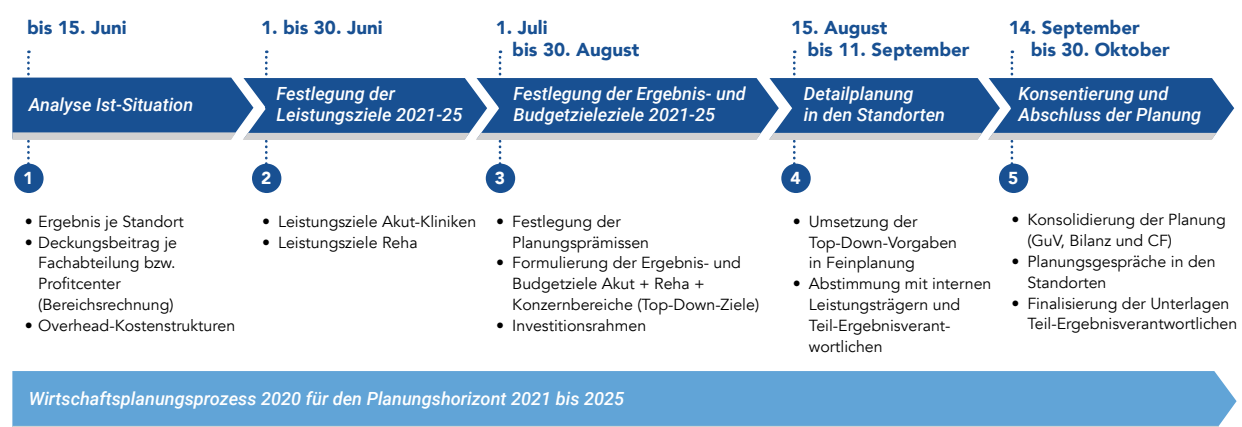 bis 15. Juni
1. bis 30. Juni
1. Juli
bis 30. August
15. August
bis 11. September
14. September
bis 30. Oktober
Analyse Ist-Situation
Festlegung der
Leistungsziele 2021-25
Festlegung der Ergebnis- und
Budgetzieleziele 2021-25
Detailplanung
in den Standorten
Konsentierung und
Abschluss der Planung
1
• Ergebnis je Standort
• Deckungsbeitrag je
Fachabteilung bzw.
Profitcenter
(Bereichsrechnung)
• Overhead-Kostenstrukturen
2
• Leistungsziele Akut-Kliniken
• Leistungsziele Reha
3
• Festlegung der
Planungsprämissen
• Formulierung der Ergebnis- und
Budgetziele Akut + Reha +
Konzernbereiche (Top-Down-Ziele)
• Investitionsrahmen
4
• Umsetzung der
Top-Down-Vorgaben
in Feinplanung
• Abstimmung mit internen
Leistungsträgern und
Teil-Ergebnisverant-
wortlichen
5
• Konsolidierung der Planung
(GuV, Bilanz und CF)
• Planungsgespräche in den
Standorten
• Finalisierung der Unterlagen
Teil-Ergebnisverantwortlichen
Wirtschaftsplanungsprozess 2020 für den Planungshorizont 2021 bis 2025